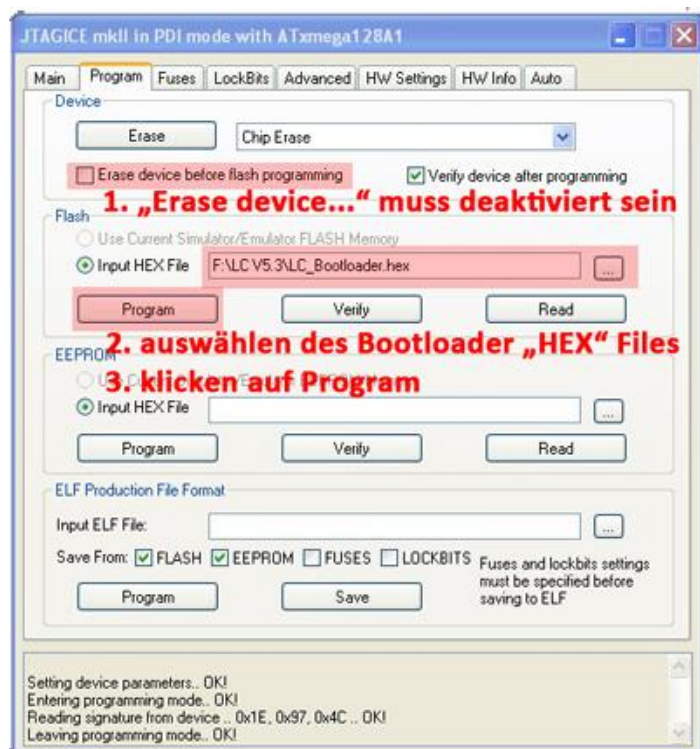 JTAGICE mkII in PDI mode with ATxmega128A1
Main Program Fuses LockBits Advanced HW Settings HW Info Auto
Device
Erase Chip Erase
Erase device before flash programming Verify device after programming
1. „Erase device...“ muss deaktiviert sein
Flash
Use Current Simulator/Emulator FLASH Memory
Input HEX File F:\LC V5.3\LC_Bootloader.hex ...
Program Verify Read
2. auswählen des Bootloader „HEX“ Files
EEPROM
3. klicken auf Program
Input HEX File ...
Program Verify Read
ELF Production File Format
Input ELF File: ...
Save From: FLASH EEPROM FUSES LOCKBITS Fuses and lockbits settings
must be specified before
Program Save saving to ELF
Setting device parameters.. OK!
Entering programming mode.. OK!
Reading signature from device .. 0x1E, 0x97, 0x4C .. OK!
Leaving programming mode.. OK!